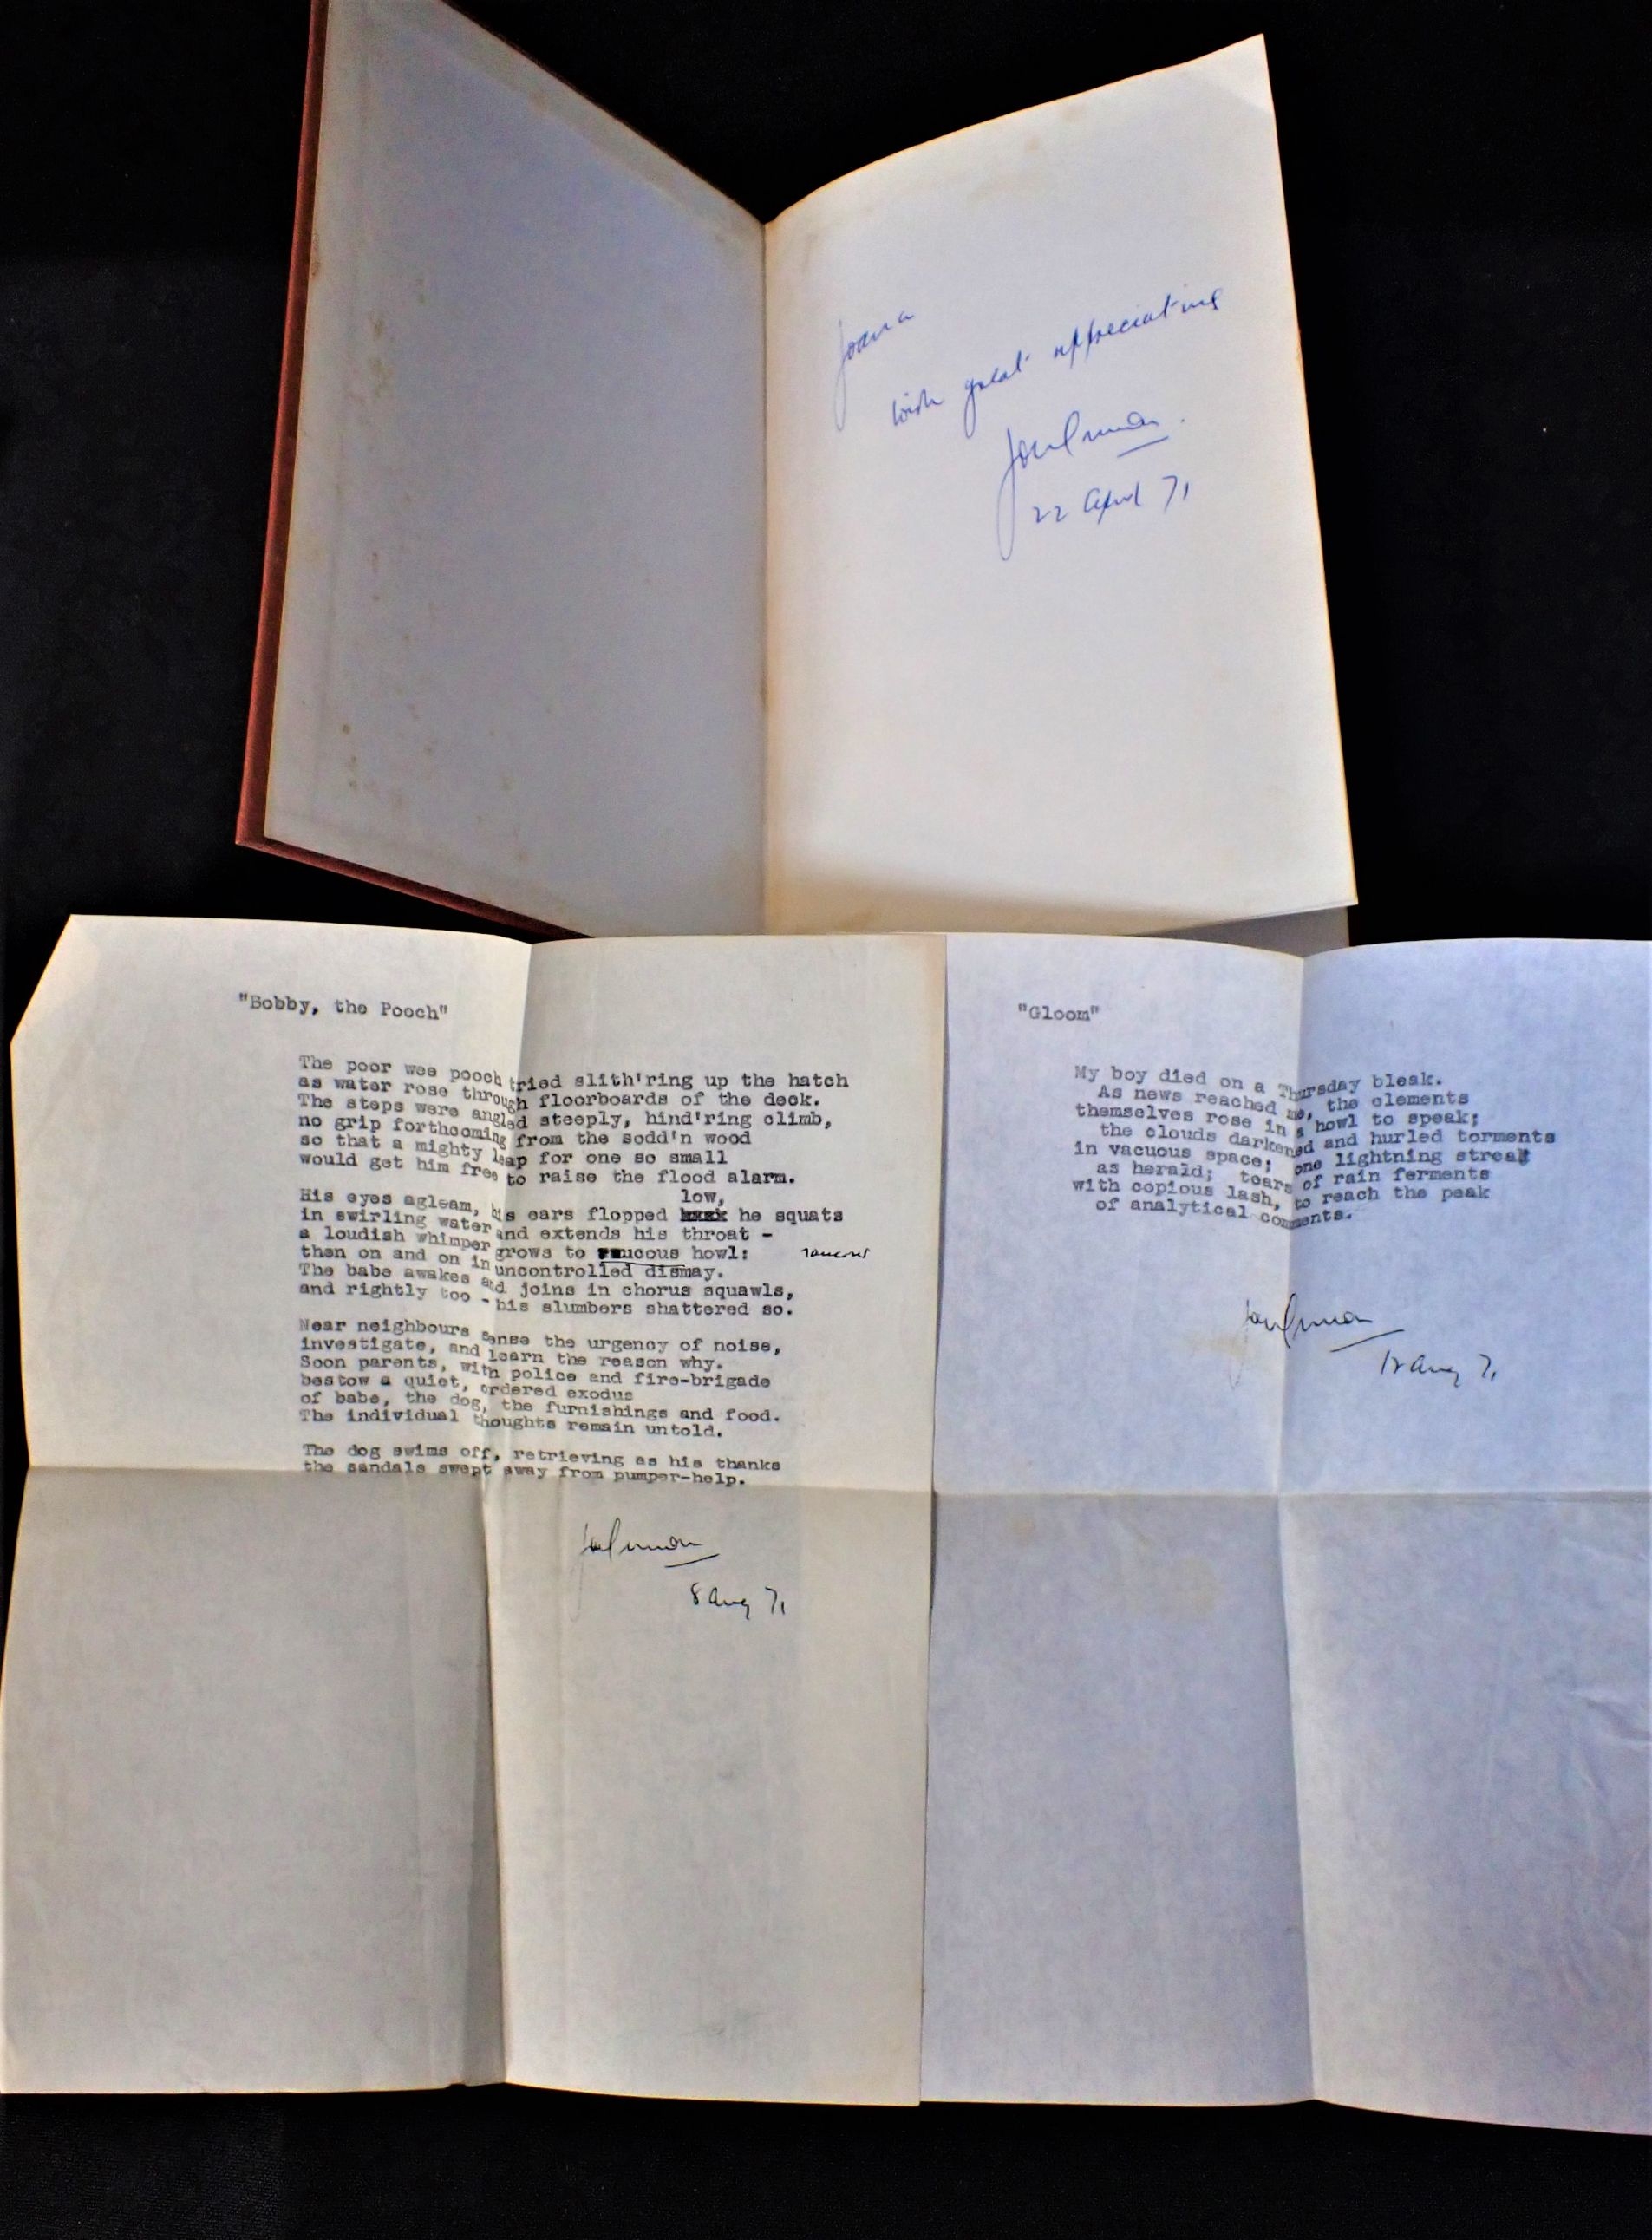 Joana
with great appreciation
22 April 71
"Bobby, the Pooch"
The poor wee pooch tried slith'ring up the hatch
as water rose through floorboards of the deck.
The steps were angled steeply, hind'ring climb,
no grip forthcoming from the sodd'n wood
so that a mighty leap for one so small
would get him free to raise the flood alarm.
low,
His eyes agleam, his ears flopped he squats
in swirling water and extends his throat -
a loudish whimper grows to raucous howl: raucous
then on and on in uncontrolled dismay.
The babe awakes and joins in chorus squawls,
and rightly too - his slumbers shattered so.
Near neighbours sense the urgency of noise,
investigate, and learn the reason why.
Soon parents, with police and fire-brigade
bestow a quiet, ordered exodus
of babe, the dog, the furnishings and food.
The individual thoughts remain untold.
The dog swims off, retrieving as his thanks
the sandals swept away from pumper-help.
8 Aug 71
"Gloom"
My boy died on a Thursday bleak.
As news reached me, the elements
themselves rose in a howl to speak;
the clouds darkened and hurled torments
in vacuous space; one lightning streak
as herald; tears of rain ferments
with copious lash, to reach the peak
of analytical comments.
Aug 71